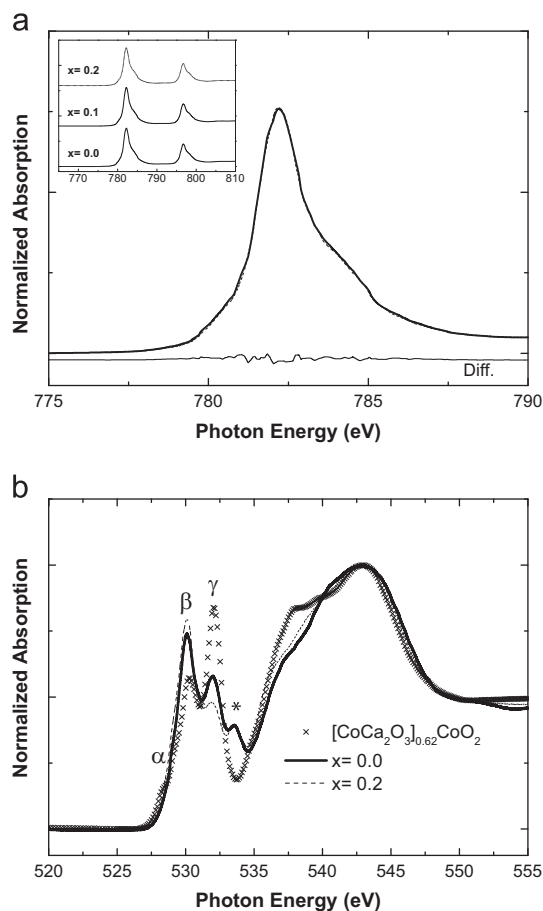 a
Normalized Absorption
x= 0.2
x= 0.1
x= 0.0
770 780 790 800 810
Diff.
775 780 785 790
Photon Energy (eV)
b
Normalized Absorption
α
β
γ
*
× [CoCa₂O₃]₀.₆₂CoO₂
x= 0.0
x= 0.2
520 525 530 535 540 545 550 555
Photon Energy (eV)